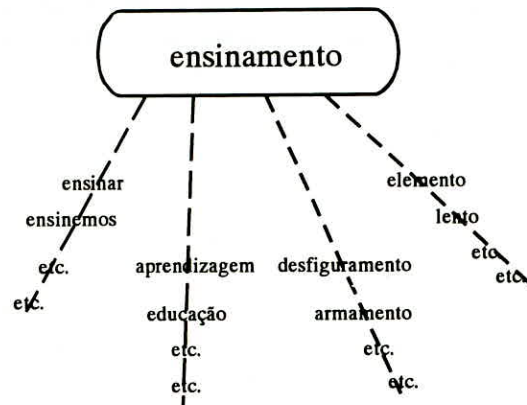 ensinamento
ensinar
ensinemos
etc.
etc.
aprendizagem
educação
etc.
etc.
desfiguramento
armamento
etc.
etc.
elemento
lento
etc.
etc.